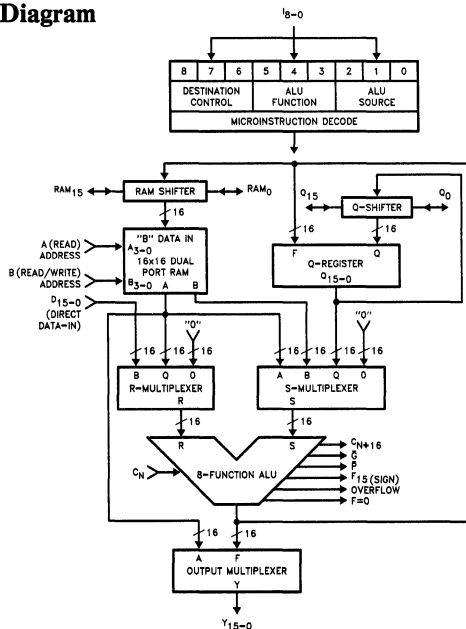 Diagram
I8-0
8 7 6 5 4 3 2 1 0
DESTINATION CONTROL
ALU FUNCTION
ALU SOURCE
MICROINSTRUCTION DECODE
RAM15
RAM SHIFTER
RAM0
Q15
Q-SHIFTER
Q0
16
16
16
A (READ) ADDRESS
"B" DATA IN
A3-0
16x16 DUAL PORT RAM
B (READ/WRITE) ADDRESS
B3-0 A B
F Q
Q-REGISTER
Q15-0
D15-0
(DIRECT DATA-IN)
"0"
"0"
16 16 16
16 16 16 16
B Q 0
R-MULTIPLEXER
R
A B Q 0
S-MULTIPLEXER
S
16
16
R S
8-FUNCTION ALU
CN
CN+16
G̅
P̅
F15 (SIGN)
OVERFLOW
F=0
16 16
A F
OUTPUT MULTIPLEXER
Y
Y15-0